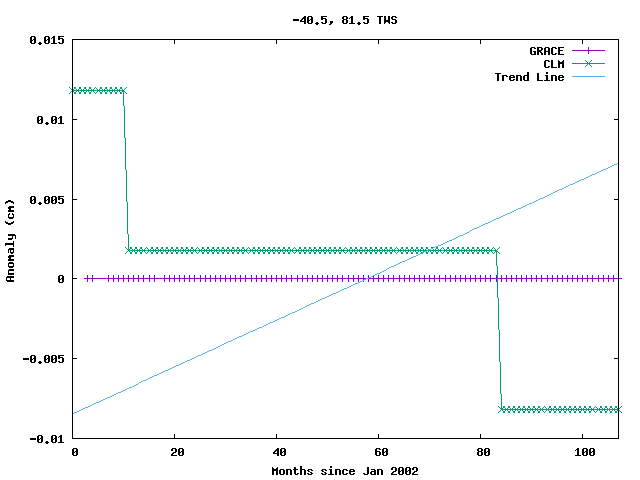 -40.5, 81.5 TWS
GRACE
CLM
Trend Line
0.015
0.01
0.005
0
-0.005
-0.01
Anomaly (cm)
0 20 40 60 80 100
Months since Jan 2002